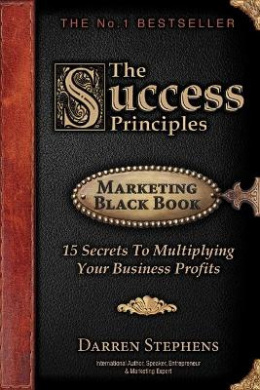 THE No.1 BESTSELLER
The
Success
Principles
MARKETING
BLACK BOOK
15 Secrets To Multiplying
Your Business Profits
DARREN STEPHENS
International Author, Speaker, Entrepreneur
& Marketing Expert